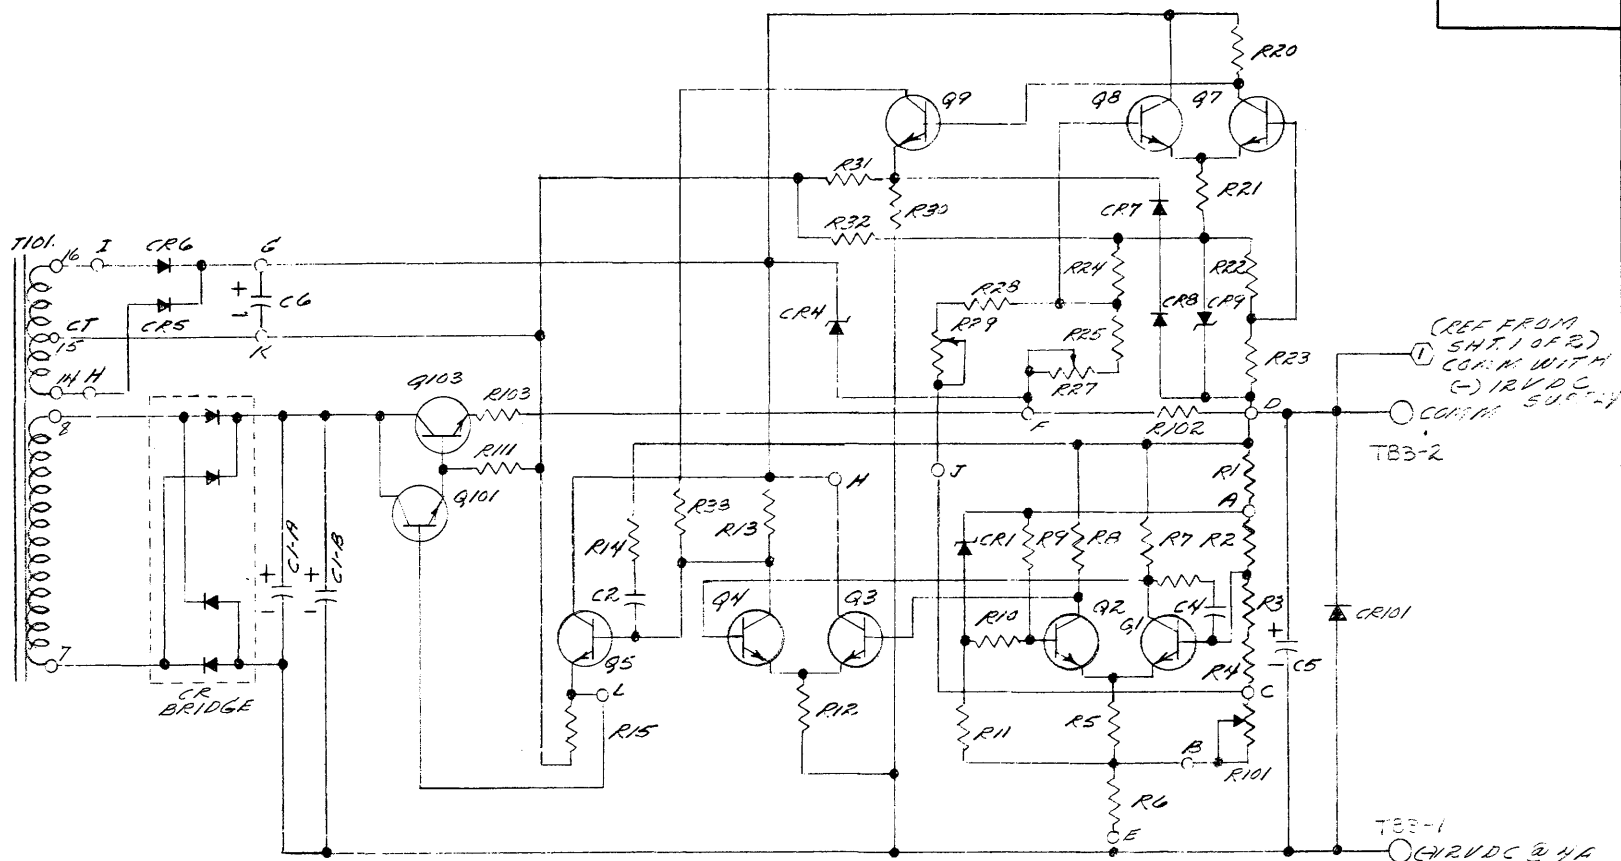 R20
Q9
Q8
Q7
R31
R21
R30
CR7
R32
T101.
16
I
CR6
G
R24
R22
+
C6
-
R28
CR5
CR4
R29
CR8
CR9
CT
15
K
R25
R23
(REF FROM
SHT. 1 OF 2)
COMM WITH
(-) 12VDC
SUPPLY
1
14
H
Q103
R103
R27
8
F
R102
D
COMM
TB3-2
R111
J
R1
Q101
H
A
R33
R13
R14
CR1
R9
R8
R7
R2
C1-A
C1-B
+
+
-
-
C2
Q4
Q3
R10
Q2
Q1
C4
R3
CR101
7
Q5
R4
+
C5
-
CR
BRIDGE
L
C
R15
R12
R11
R5
B
R101
R6
E
TB3-1
(-)12VDC @ 4A